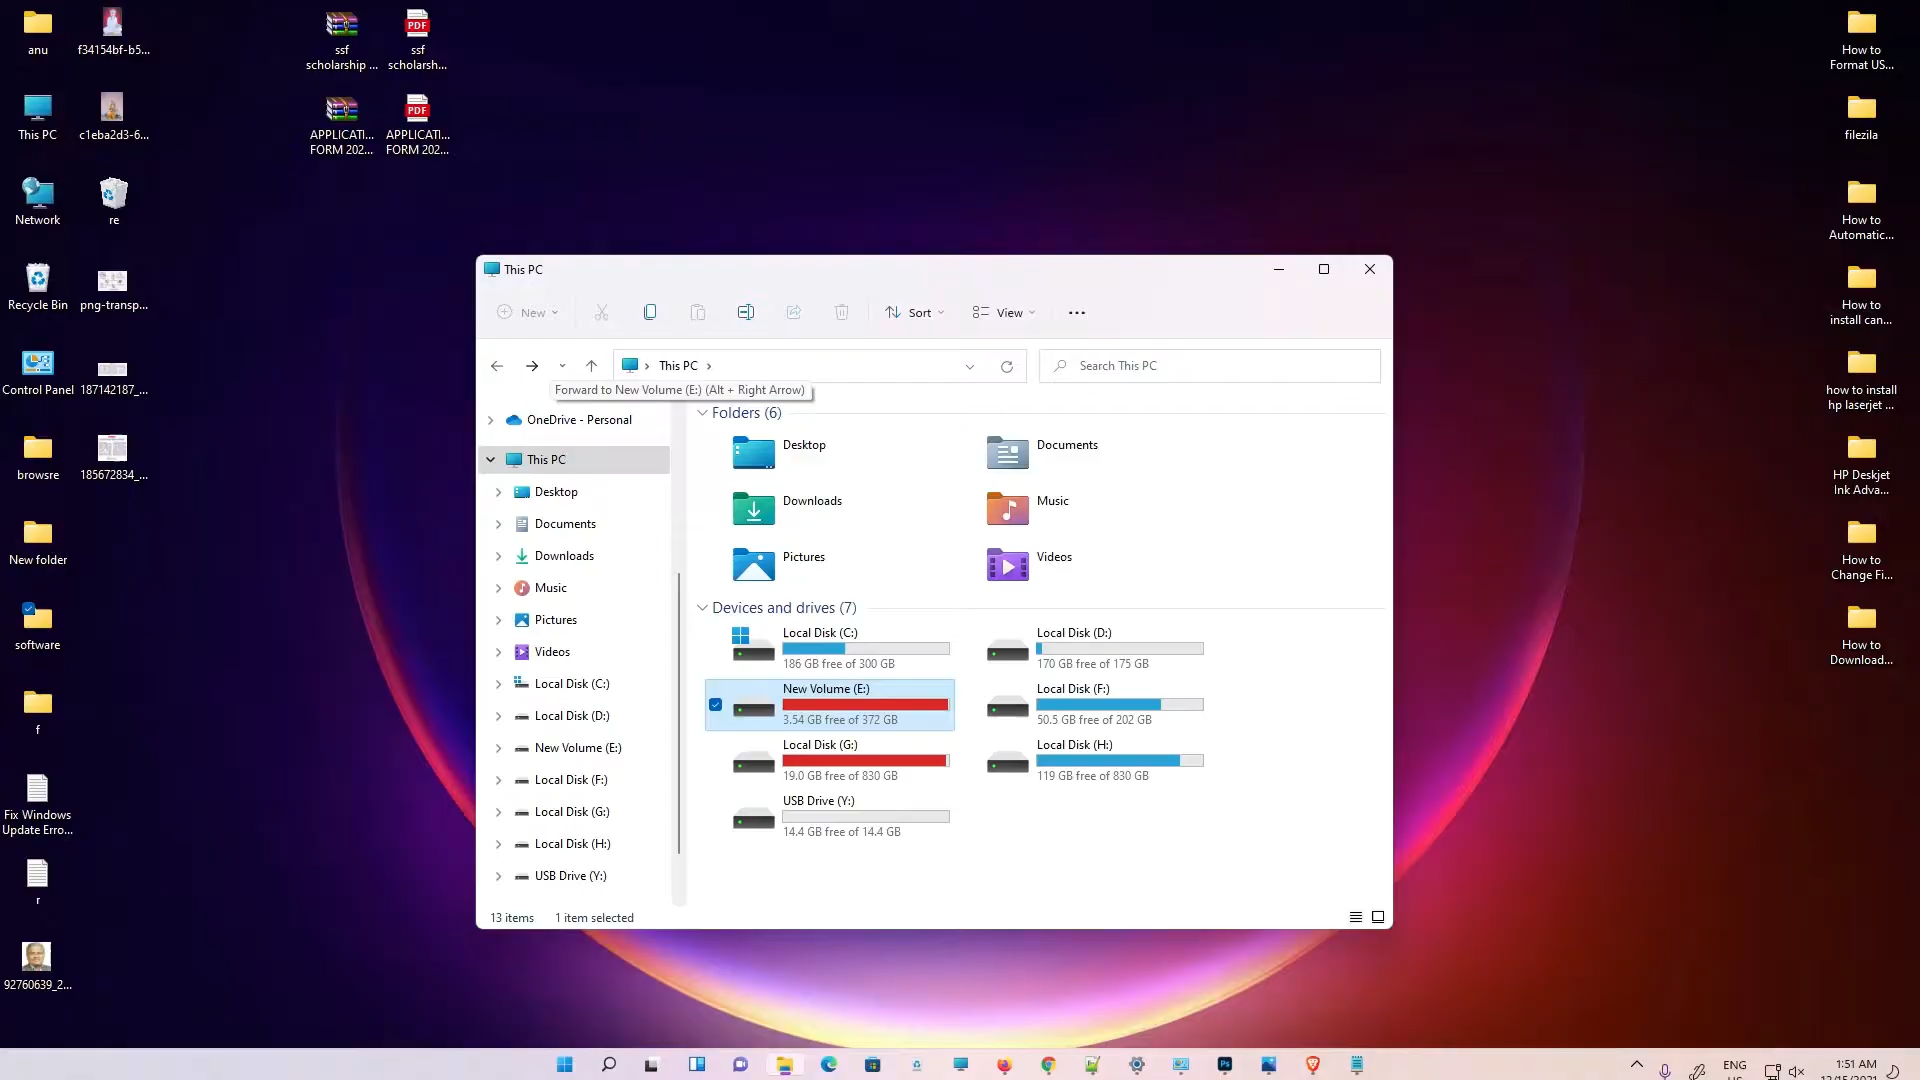 anu
f34154bf-b5...
This PC
c1eba2d3-6...
Network
re
Recycle Bin
png-transp...
Control Panel
187142187_...
browsre
185672834_...
New folder
software
f
Fix Windows
Update Erro...
r
92760639_2...
ssf
scholarship ...
ssf
scholarsh...
APPLICATI...
FORM 202...
APPLICATI...
FORM 202...
How to
Format US...
filezila
How to
Automatic...
How to
install can...
how to install
hp laserjet ...
HP Deskjet
Ink Adva...
How to
Change Fi...
How to
Download...
This PC
New
Sort
View
This PC
Search This PC
Forward to New Volume (E:) (Alt + Right Arrow)
OneDrive - Personal
This PC
Desktop
Documents
Downloads
Music
Pictures
Videos
Local Disk (C:)
Local Disk (D:)
New Volume (E:)
Local Disk (F:)
Local Disk (G:)
Local Disk (H:)
USB Drive (Y:)
Folders (6)
Desktop
Documents
Downloads
Music
Pictures
Videos
Devices and drives (7)
Local Disk (C:)
186 GB free of 300 GB
Local Disk (D:)
170 GB free of 175 GB
New Volume (E:)
3.54 GB free of 372 GB
Local Disk (F:)
50.5 GB free of 202 GB
Local Disk (G:)
19.0 GB free of 830 GB
Local Disk (H:)
119 GB free of 830 GB
USB Drive (Y:)
14.4 GB free of 14.4 GB
13 items
1 item selected
ENG
1:51 AM